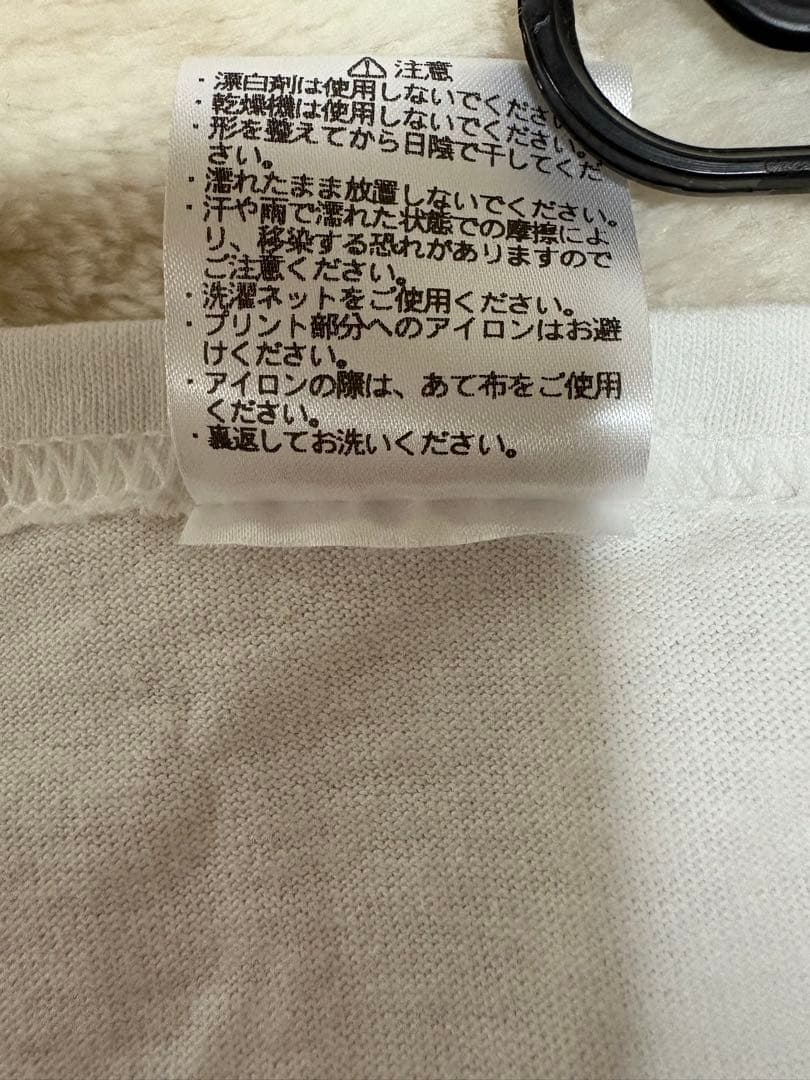 ⚠ 注意
・漂白剤は使用しないでくださ
・乾燥機は使用しないでください。
・形を整えてから日陰で干してくだ
さい。
・濡れたまま放置しないでください。
・汗や雨で濡れた状態での摩擦によ
り、移染する恐れがありますので
ご注意ください。
・洗濯ネットをご使用ください。
・プリント部分へのアイロンはお避
けください。
・アイロンの際は、あて布をご使用
ください。
・裏返してお洗いください。